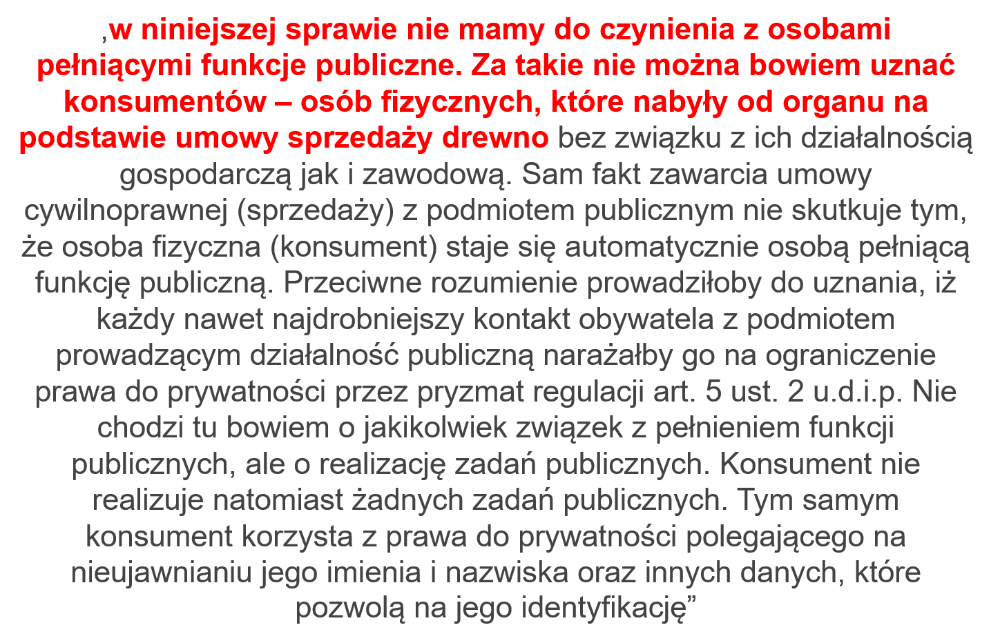 ‚w niniejszej sprawie nie mamy do czynienia z osobami
pełniącymi funkcje publiczne. Za takie nie można bowiem uznać
konsumentów – osób fizycznych, które nabyły od organu na
podstawie umowy sprzedaży drewno bez związku z ich działalnością
gospodarczą jak i zawodową. Sam fakt zawarcia umowy
cywilnoprawnej (sprzedaży) z podmiotem publicznym nie skutkuje tym,
że osoba fizyczna (konsument) staje się automatycznie osobą pełniącą
funkcję publiczną. Przeciwne rozumienie prowadziłoby do uznania, iż
każdy nawet najdrobniejszy kontakt obywatela z podmiotem
prowadzącym działalność publiczną narażałby go na ograniczenie
prawa do prywatności przez pryzmat regulacji art. 5 ust. 2 u.d.i.p. Nie
chodzi tu bowiem o jakikolwiek związek z pełnieniem funkcji
publicznych, ale o realizację zadań publicznych. Konsument nie
realizuje natomiast żadnych zadań publicznych. Tym samym
konsument korzysta z prawa do prywatności polegającego na
nieujawnianiu jego imienia i nazwiska oraz innych danych, które
pozwolą na jego identyfikację”